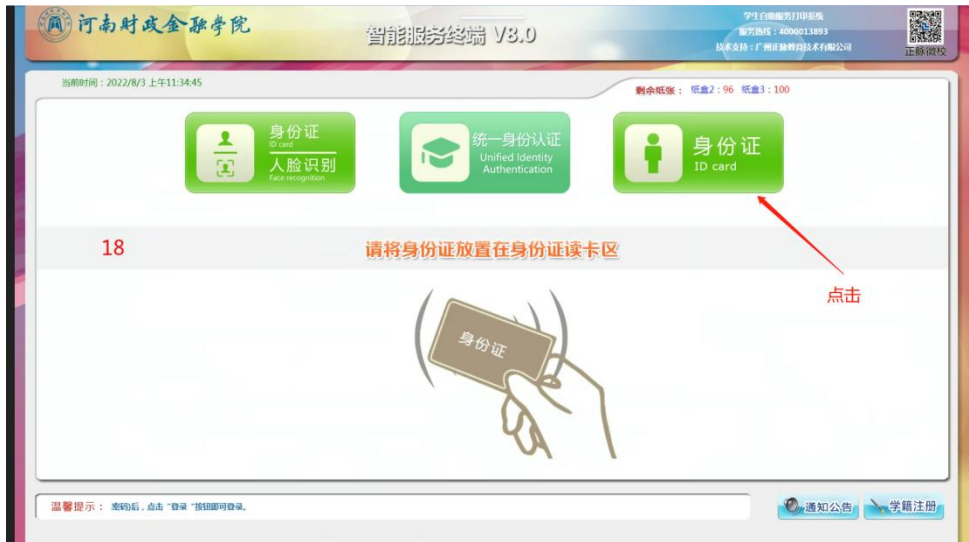 河南财政金融学院
智能服务终端 V8.0
学生自助服务打印系统
服务热线：4000013893
技术支持：广州正脉教育技术有限公司
正脉微校
当前时间：2022/8/3 上午11:34:45
剩余纸张： 纸盒2：96 纸盒3：100
身份证
ID card
人脸识别
Face recognition
统一身份认证
Unified Identity
Authentication
身份证
ID card
18
请将身份证放置在身份证读卡区
点击
身份证
温馨提示： 密码)后，点击 "登录 "按钮即可登录。
通知公告
学籍注册